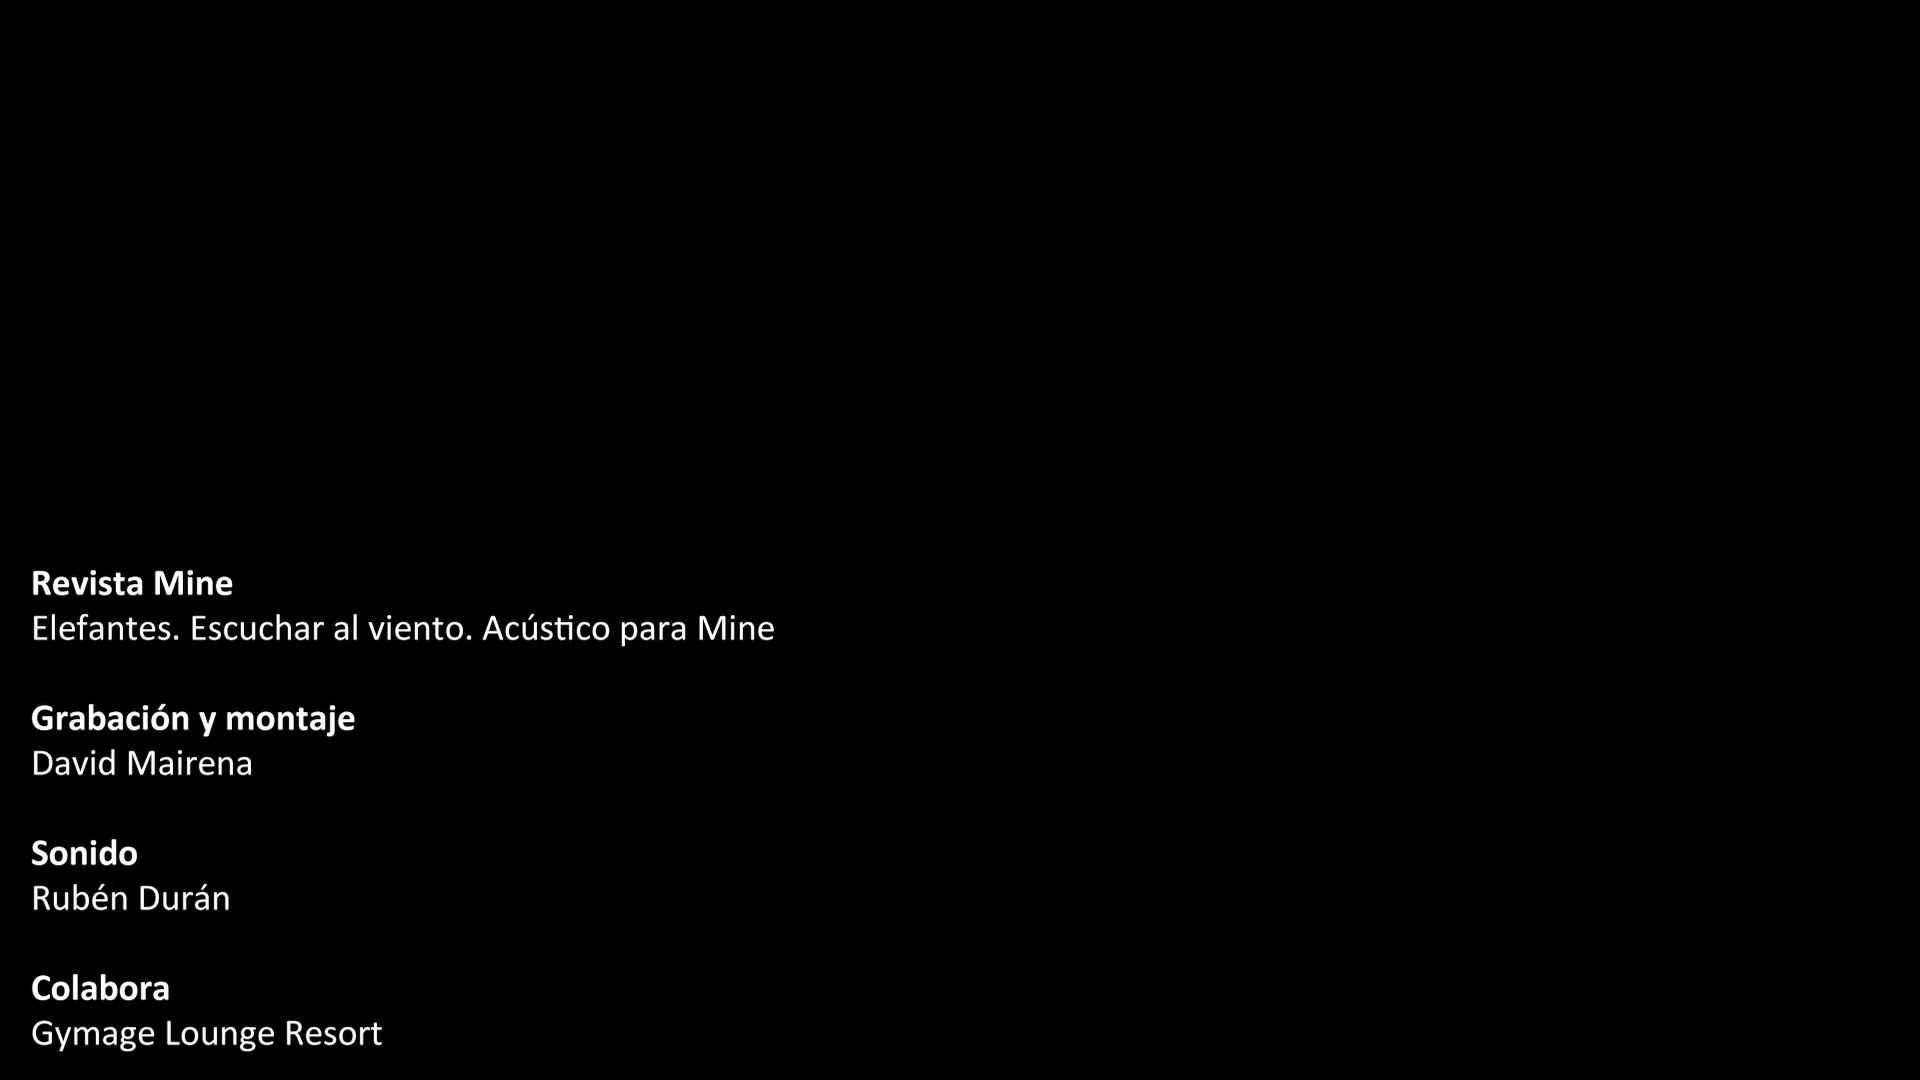 Revista Mine
Elefantes. Escuchar al viento. Acústico para Mine
Grabación y montaje
David Mairena
Sonido
Rubén Durán
Colabora
Gymage Lounge Resort